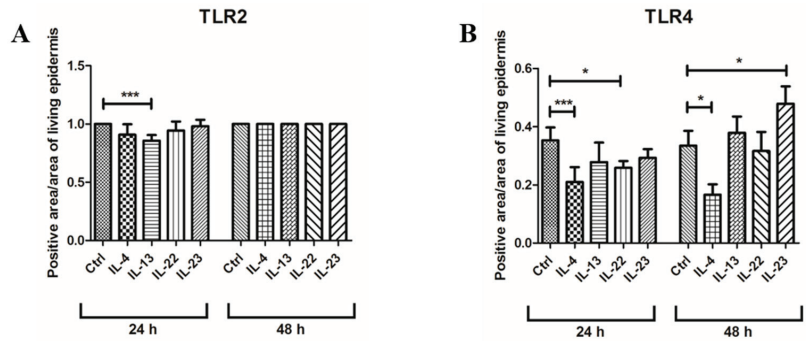 A
TLR2
Positive area/area of living epidermis
1.5
1.0
0.5
0.0
***
Ctrl
IL-4
IL-13
IL-22
IL-23
Ctrl
IL-4
IL-13
IL-22
IL-23
24 h
48 h
B
TLR4
Positive area/area of living epidermis
0.6
0.4
0.2
0.0
*
***
*
*
Ctrl
IL-4
IL-13
IL-22
IL-23
Ctrl
IL-4
IL-13
IL-22
IL-23
24 h
48 h